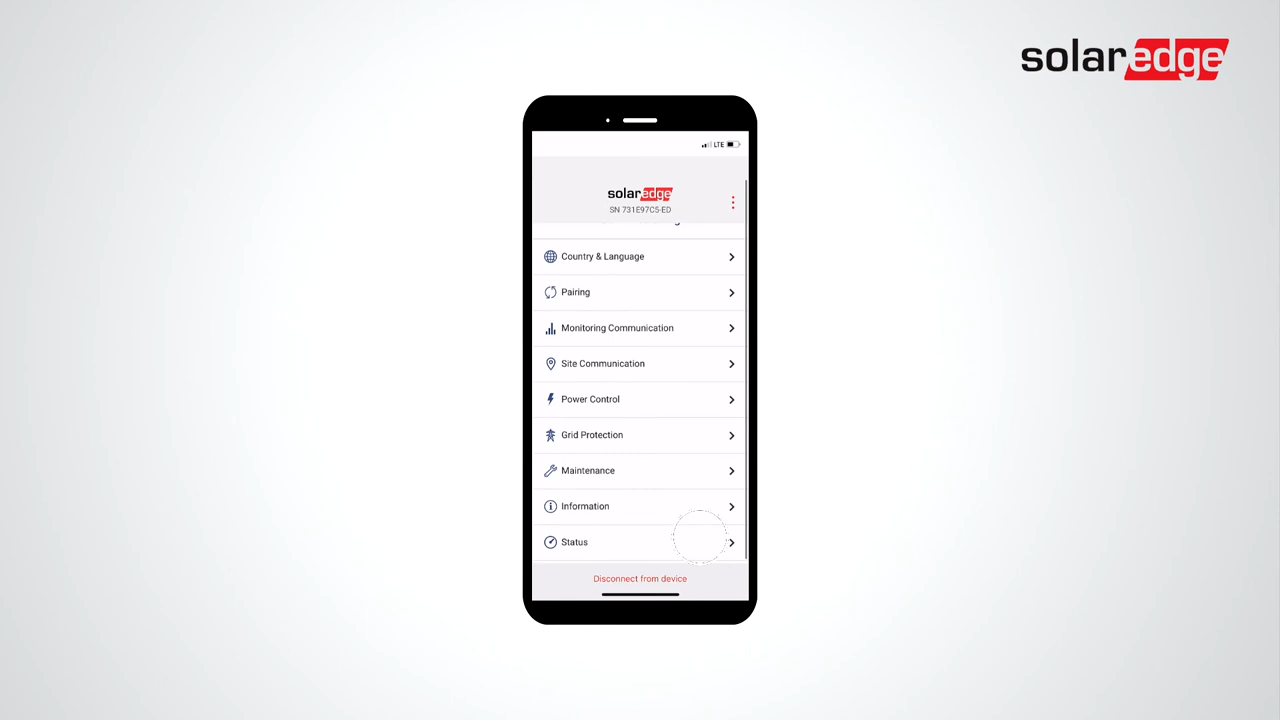 solaredge
LTE
solaredge
SN 731E97C5-ED
Country & Language
Pairing
Monitoring Communication
Site Communication
Power Control
Grid Protection
Maintenance
Information
Status
Disconnect from device